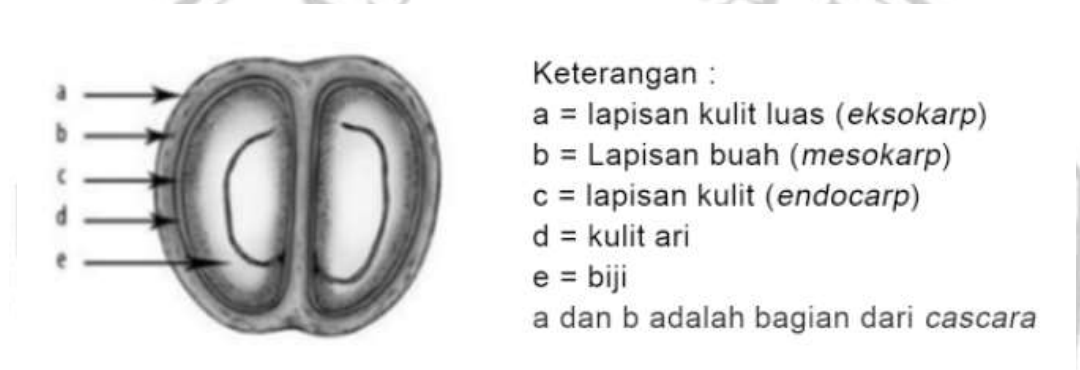 a
b
c
d
e
Keterangan :
a = lapisan kulit luas (eksokarp)
b = Lapisan buah (mesokarp)
c = lapisan kulit (endocarp)
d = kulit ari
e = biji
a dan b adalah bagian dari cascara